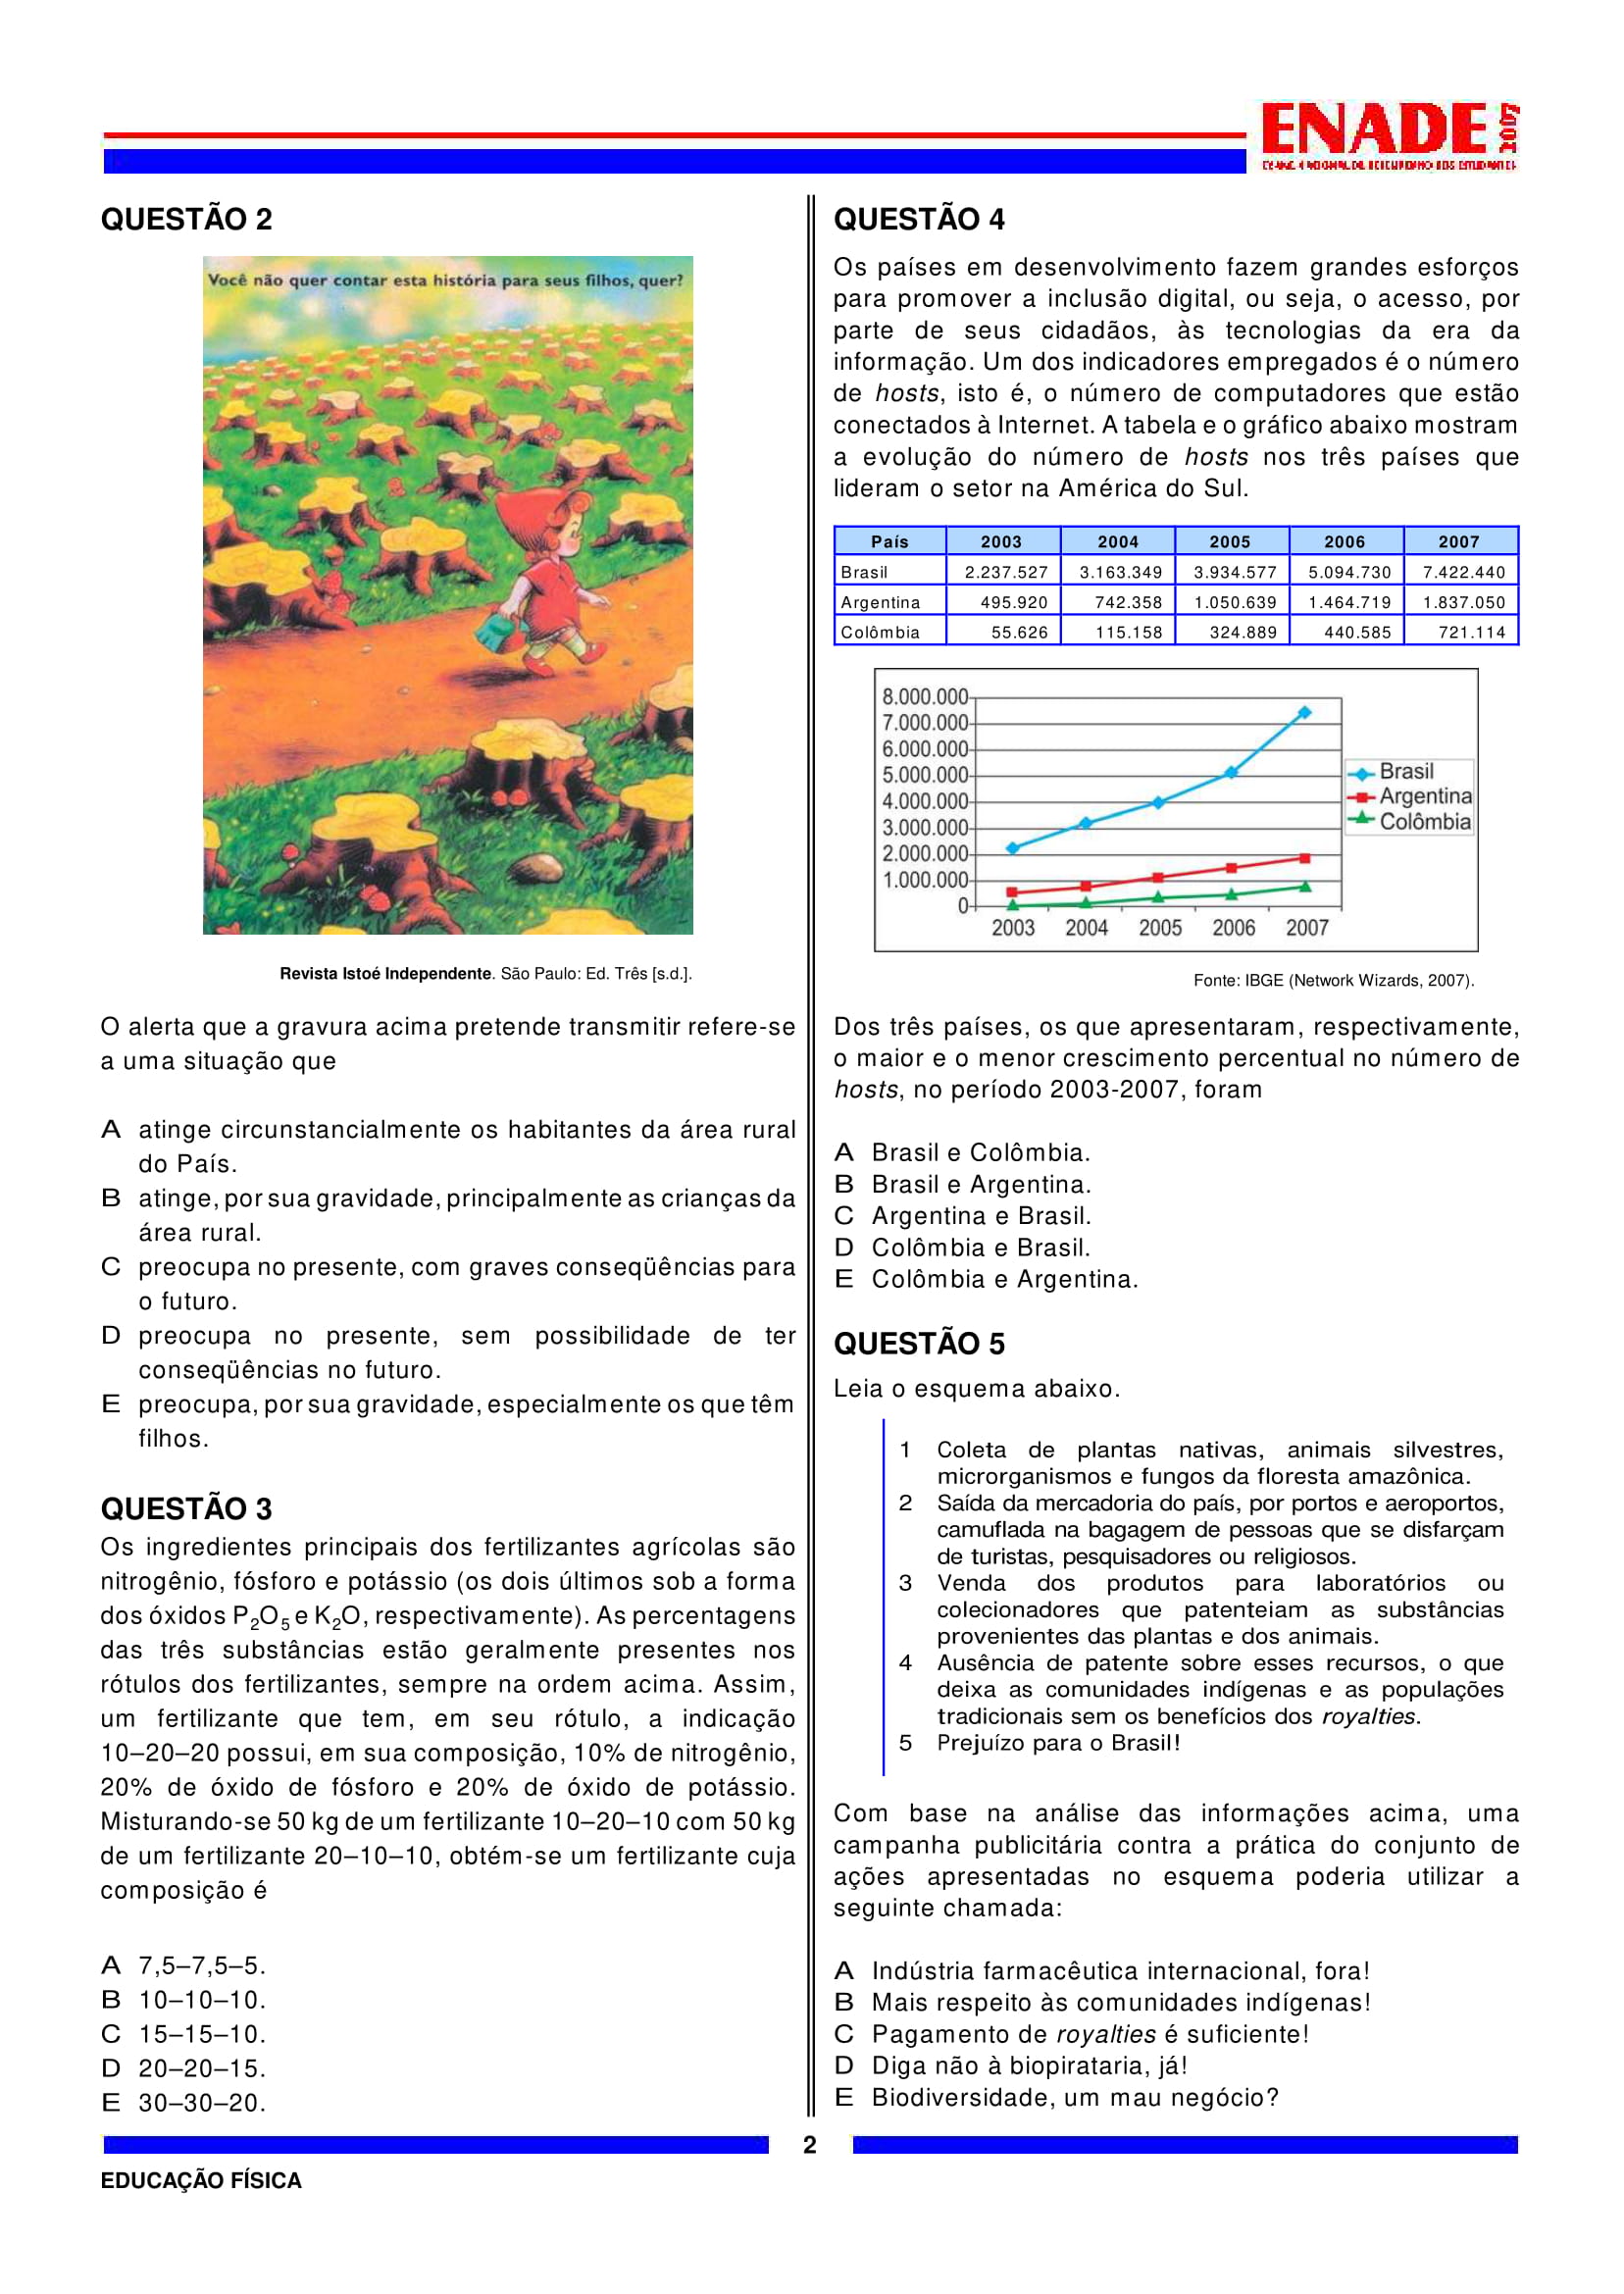 ENADE 2007
EXAME NACIONAL DE DESEMPENHO DOS ESTUDANTES
QUESTÃO 2
Você não quer contar esta história para seus filhos, quer?
Revista Istoé Independente. São Paulo: Ed. Três [s.d.].
O alerta que a gravura acima pretende transmitir refere-se
a uma situação que
A atinge circunstancialmente os habitantes da área rural
do País.
B atinge, por sua gravidade, principalmente as crianças da
área rural.
C preocupa no presente, com graves conseqüências para
o futuro.
D preocupa no presente, sem possibilidade de ter
conseqüências no futuro.
E preocupa, por sua gravidade, especialmente os que têm
filhos.
QUESTÃO 3
Os ingredientes principais dos fertilizantes agrícolas são
nitrogênio, fósforo e potássio (os dois últimos sob a forma
dos óxidos P₂O₅ e K₂O, respectivamente). As percentagens
das três substâncias estão geralmente presentes nos
rótulos dos fertilizantes, sempre na ordem acima. Assim,
um fertilizante que tem, em seu rótulo, a indicação
10–20–20 possui, em sua composição, 10% de nitrogênio,
20% de óxido de fósforo e 20% de óxido de potássio.
Misturando-se 50 kg de um fertilizante 10–20–10 com 50 kg
de um fertilizante 20–10–10, obtém-se um fertilizante cuja
composição é
A 7,5–7,5–5.
B 10–10–10.
C 15–15–10.
D 20–20–15.
E 30–30–20.
QUESTÃO 4
Os países em desenvolvimento fazem grandes esforços
para promover a inclusão digital, ou seja, o acesso, por
parte de seus cidadãos, às tecnologias da era da
informação. Um dos indicadores empregados é o número
de hosts, isto é, o número de computadores que estão
conectados à Internet. A tabela e o gráfico abaixo mostram
a evolução do número de hosts nos três países que
lideram o setor na América do Sul.
País 2003 2004 2005 2006 2007
Brasil 2.237.527 3.163.349 3.934.577 5.094.730 7.422.440
Argentina 495.920 742.358 1.050.639 1.464.719 1.837.050
Colômbia 55.626 115.158 324.889 440.585 721.114
8.000.000
7.000.000
6.000.000
5.000.000
4.000.000
3.000.000
2.000.000
1.000.000
0
2003 2004 2005 2006 2007
Brasil
Argentina
Colômbia
Fonte: IBGE (Network Wizards, 2007).
Dos três países, os que apresentaram, respectivamente,
o maior e o menor crescimento percentual no número de
hosts, no período 2003-2007, foram
A Brasil e Colômbia.
B Brasil e Argentina.
C Argentina e Brasil.
D Colômbia e Brasil.
E Colômbia e Argentina.
QUESTÃO 5
Leia o esquema abaixo.
1 Coleta de plantas nativas, animais silvestres,
microrganismos e fungos da floresta amazônica.
2 Saída da mercadoria do país, por portos e aeroportos,
camuflada na bagagem de pessoas que se disfarçam
de turistas, pesquisadores ou religiosos.
3 Venda dos produtos para laboratórios ou
colecionadores que patenteiam as substâncias
provenientes das plantas e dos animais.
4 Ausência de patente sobre esses recursos, o que
deixa as comunidades indígenas e as populações
tradicionais sem os benefícios dos royalties.
5 Prejuízo para o Brasil!
Com base na análise das informações acima, uma
campanha publicitária contra a prática do conjunto de
ações apresentadas no esquema poderia utilizar a
seguinte chamada:
A Indústria farmacêutica internacional, fora!
B Mais respeito às comunidades indígenas!
C Pagamento de royalties é suficiente!
D Diga não à biopirataria, já!
E Biodiversidade, um mau negócio?
2
EDUCAÇÃO FÍSICA